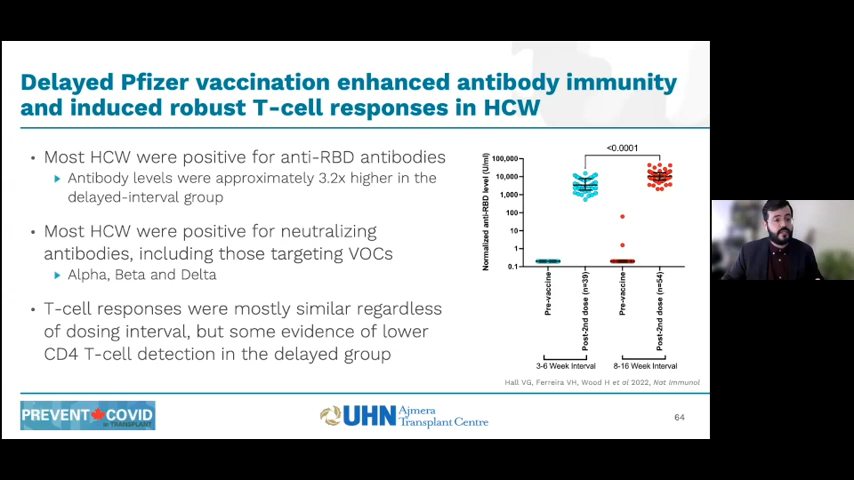 Delayed Pfizer vaccination enhanced antibody immunity
and induced robust T-cell responses in HCW
• Most HCW were positive for anti-RBD antibodies
Antibody levels were approximately 3.2x higher in the
delayed-interval group
• Most HCW were positive for neutralizing
antibodies, including those targeting VOCs
Alpha, Beta and Delta
• T-cell responses were mostly similar regardless
of dosing interval, but some evidence of lower
CD4 T-cell detection in the delayed group
<0.0001
Normalized anti-RBD level (U/ml)
100,000
10,000
1,000
100
10
1
0.1
Pre-vaccine
Post-2nd dose (n=39)
Pre-vaccine
Post-2nd dose (n=54)
3-6 Week Interval
8-16 Week Interval
Hall VG, Ferreira VH, Wood H et al 2022, Nat Immunol
PREVENT COVID
in TRANSPLANT
UHN
Ajmera
Transplant Centre
64